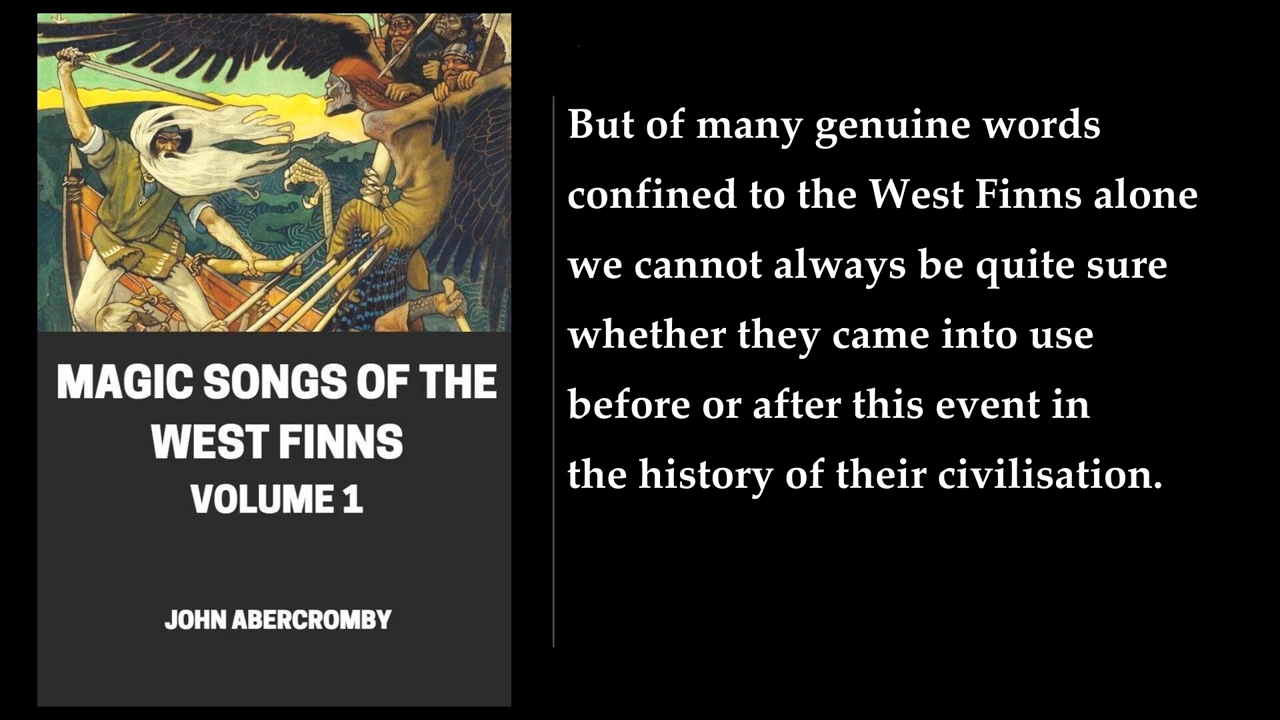 MAGIC SONGS OF THE
WEST FINNS
VOLUME 1
JOHN ABERCROMBY
But of many genuine words
confined to the West Finns alone
we cannot always be quite sure
whether they came into use
before or after this event in
the history of their civilisation.